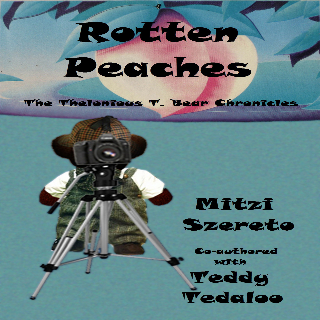 Rotten
Peaches
The Thelonious T. Bear Chronicles
Mitzi
Szereto
Co-authored
with
Teddy
Tedaloo